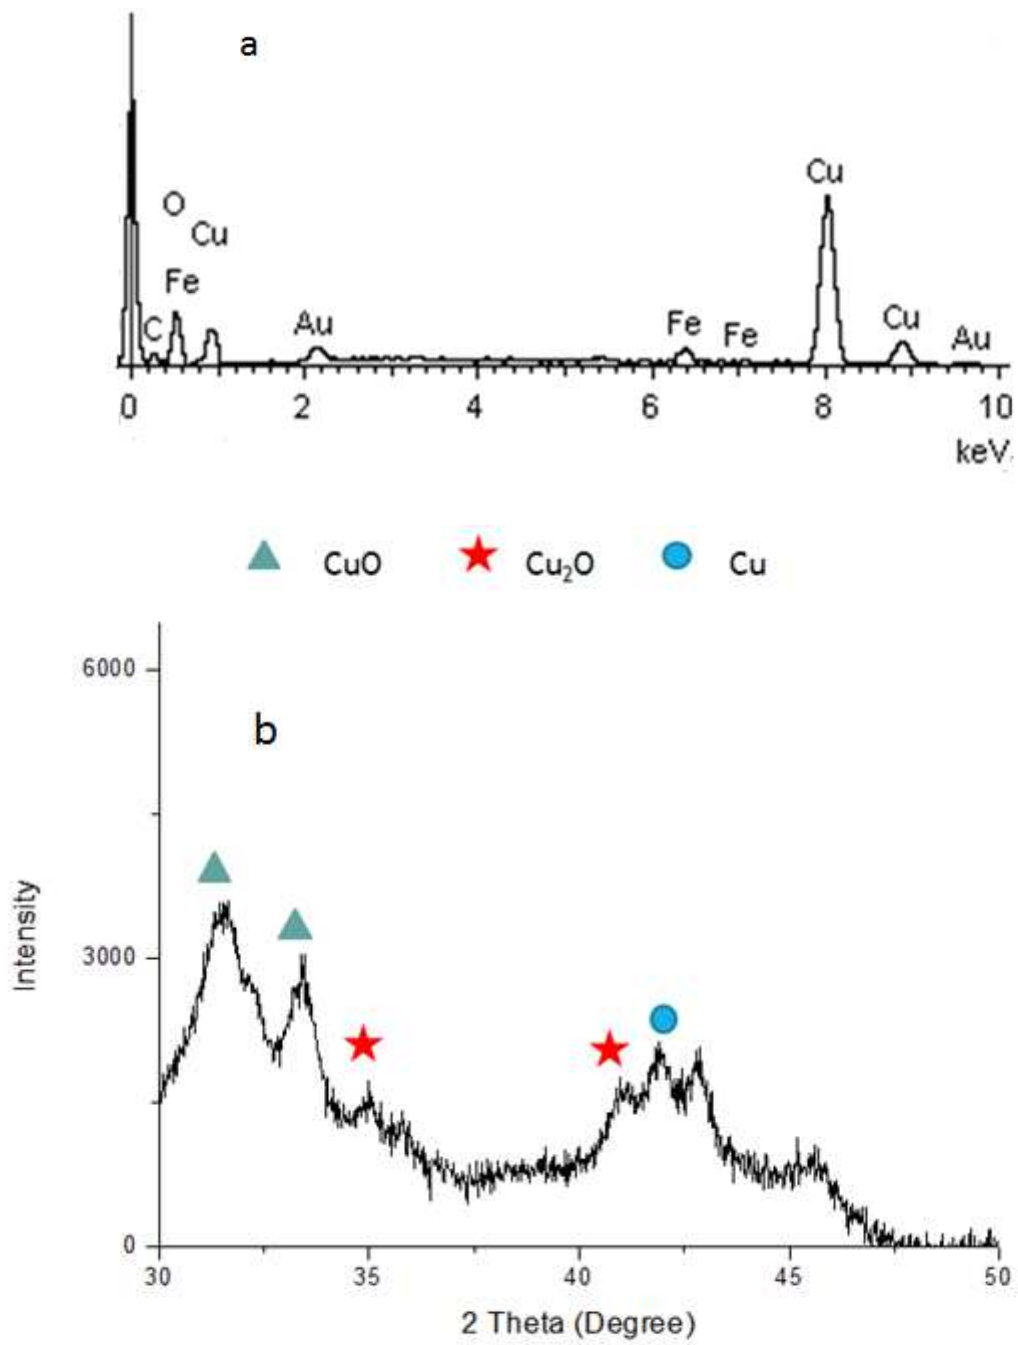 a
O
Cu
Fe
C
Au
Fe
Fe
Cu
Cu
Au
0 2 4 6 8 10
keV
CuO Cu₂O Cu
b
6000
3000
0
Intensity
30 35 40 45 50
2 Theta (Degree)